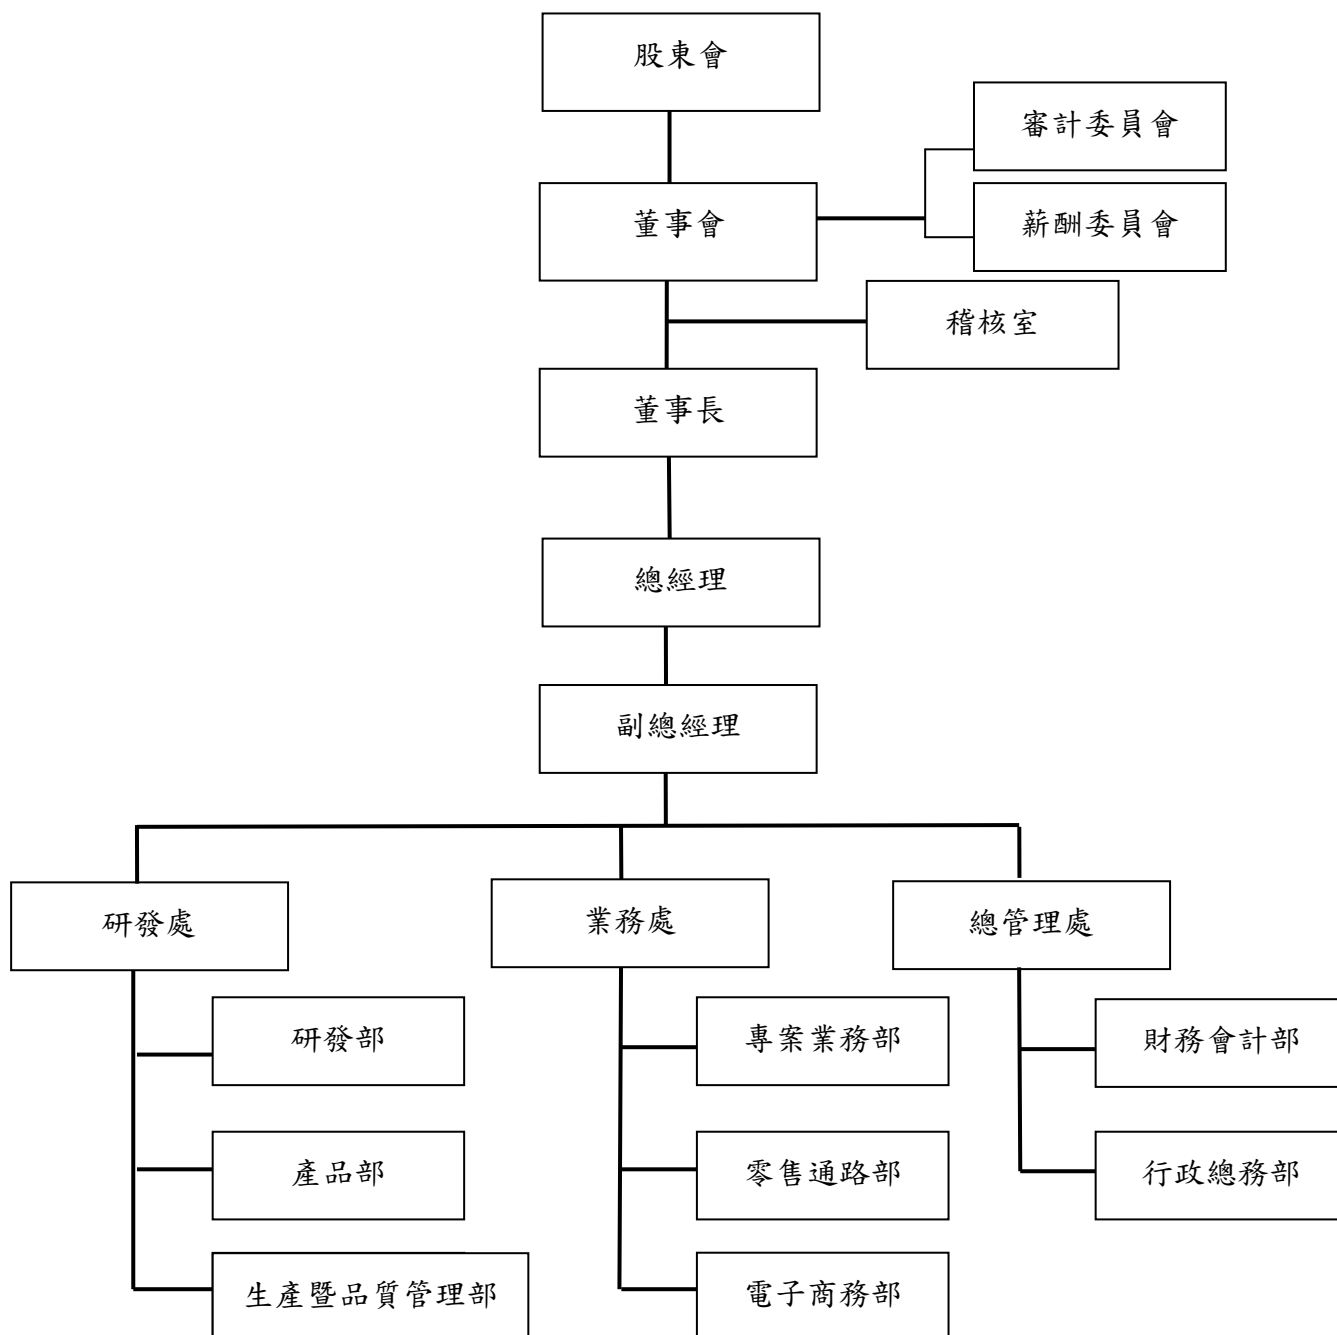 股東會
審計委員會
董事會
薪酬委員會
稽核室
董事長
總經理
副總經理
研發處
業務處
總管理處
研發部
專案業務部
財務會計部
產品部
零售通路部
行政總務部
生產暨品質管理部
電子商務部